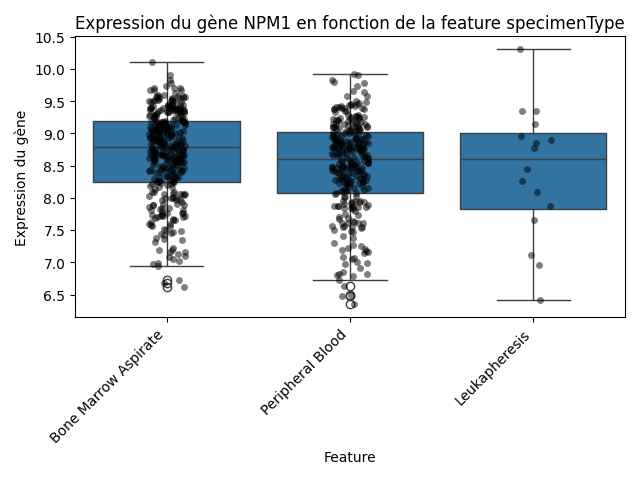 Expression du gène NPM1 en fonction de la feature specimenType
Expression du gène
10.5
10.0
9.5
9.0
8.5
8.0
7.5
7.0
6.5
Bone Marrow Aspirate
Peripheral Blood
Leukapheresis
Feature